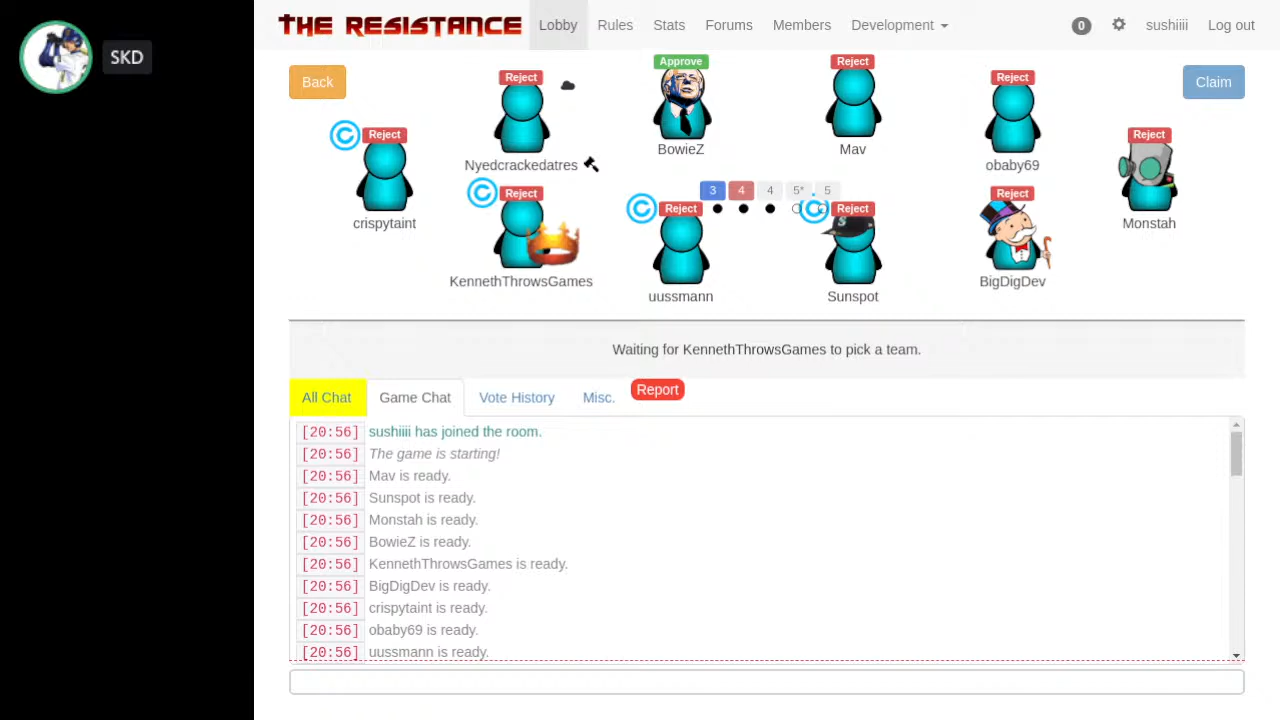 SKD
THE RESISTANCE Lobby Rules Stats Forums Members Development 0 sushiiii Log out
Back
Claim
Reject
Nyedcrackedatres
Approve
BowieZ
Reject
Mav
Reject
obaby69
C Reject
crispytaint
C Reject
KennethThrowsGames
C Reject
uussmann
3 4 4 5* 5
C Reject
S
Sunspot
Reject
BigDigDev
Reject
Monstah
Waiting for KennethThrowsGames to pick a team.
All Chat Game Chat Vote History Misc. Report
[20:56] sushiiii has joined the room.
[20:56] The game is starting!
[20:56] Mav is ready.
[20:56] Sunspot is ready.
[20:56] Monstah is ready.
[20:56] BowieZ is ready.
[20:56] KennethThrowsGames is ready.
[20:56] BigDigDev is ready.
[20:56] crispytaint is ready.
[20:56] obaby69 is ready.
[20:56] uussmann is ready.